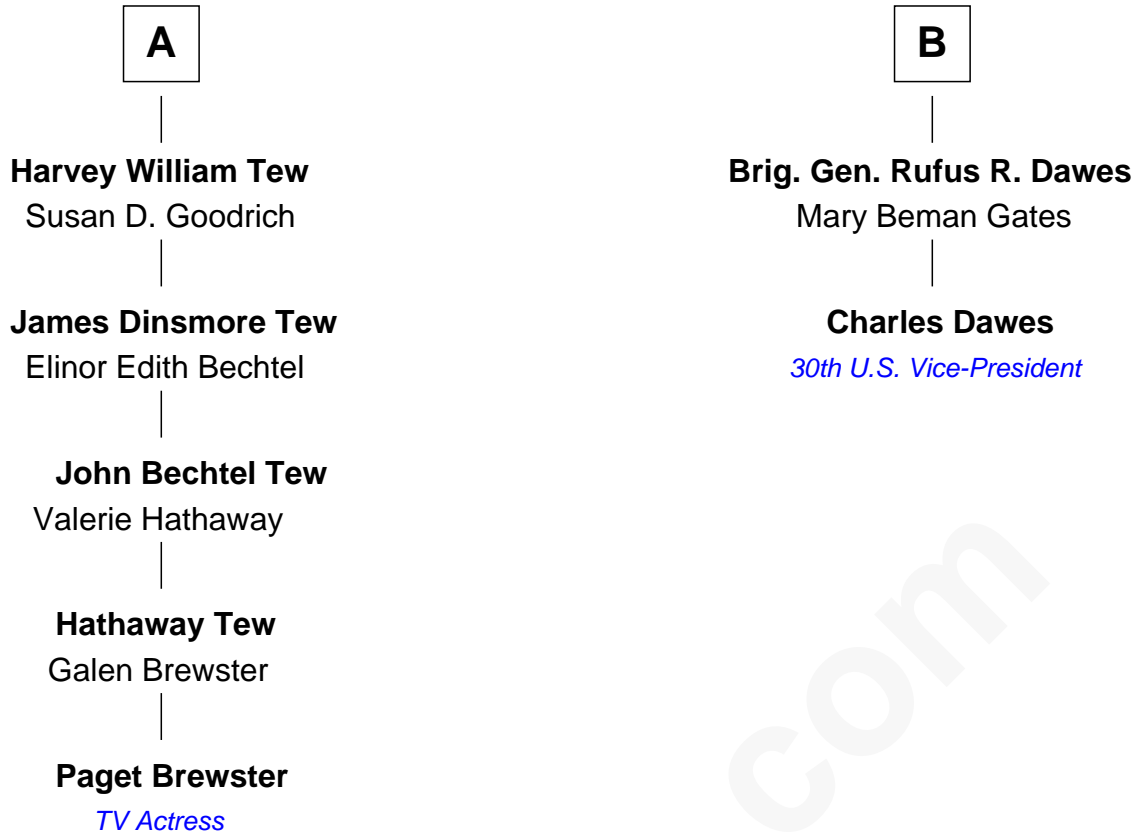 A
Harvey William Tew
Susan D. Goodrich
James Dinsmore Tew
Elinor Edith Bechtel
John Bechtel Tew
Valerie Hathaway
Hathaway Tew
Galen Brewster
Paget Brewster
TV Actress
B
Brig. Gen. Rufus R. Dawes
Mary Beman Gates
Charles Dawes
30th U.S. Vice-President
com